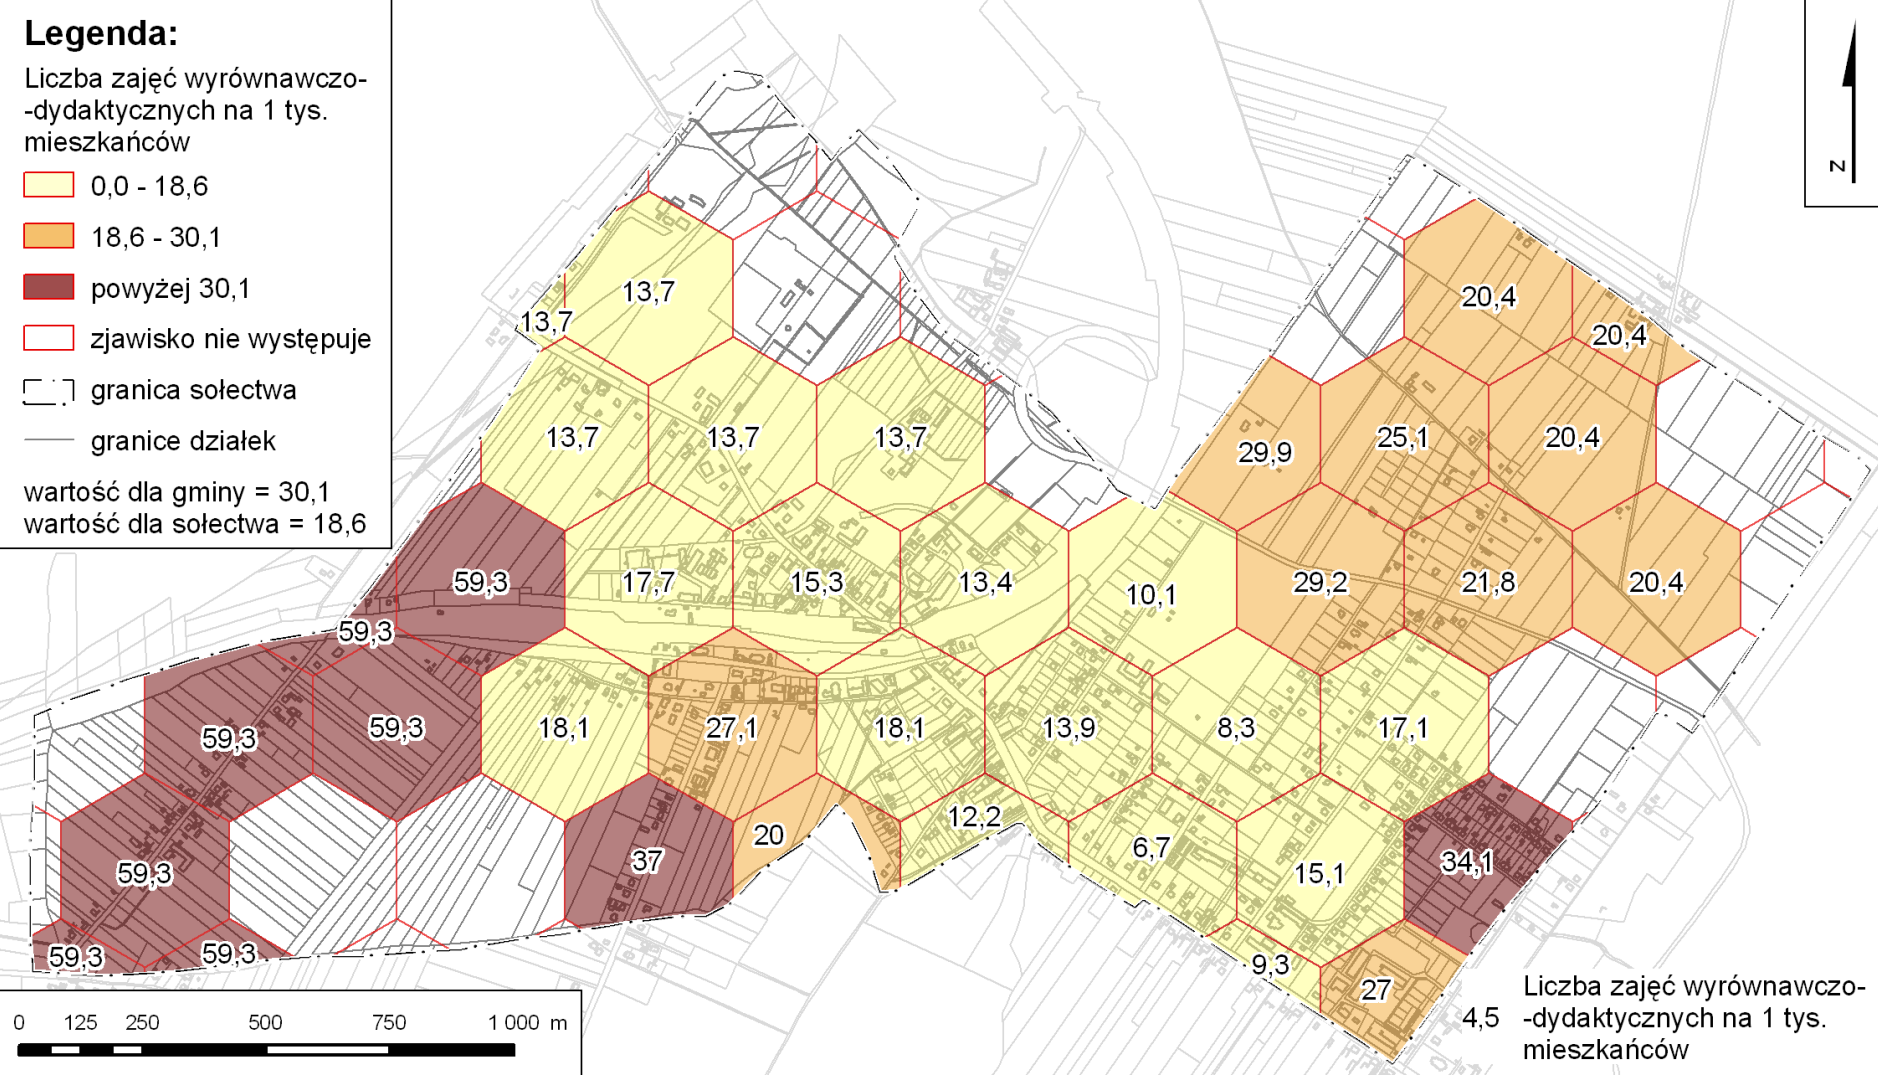 Legenda:
Liczba zajęć wyrównawczo-
-dydaktycznych na 1 tys.
mieszkańców
0,0 - 18,6
18,6 - 30,1
powyżej 30,1
zjawisko nie występuje
granica sołectwa
granice działek
wartość dla gminy = 30,1
wartość dla sołectwa = 18,6
N
13,7
13,7
20,4
20,4
13,7
13,7
13,7
29,9
25,1
20,4
59,3
17,7
15,3
13,4
10,1
29,2
21,8
20,4
59,3
59,3
59,3
18,1
27,1
18,1
13,9
8,3
17,1
59,3
37
20
12,2
6,7
15,1
34,1
59,3
59,3
9,3
27
0 125 250 500 750 1 000 m
4,5
Liczba zajęć wyrównawczo-
-dydaktycznych na 1 tys.
mieszkańców